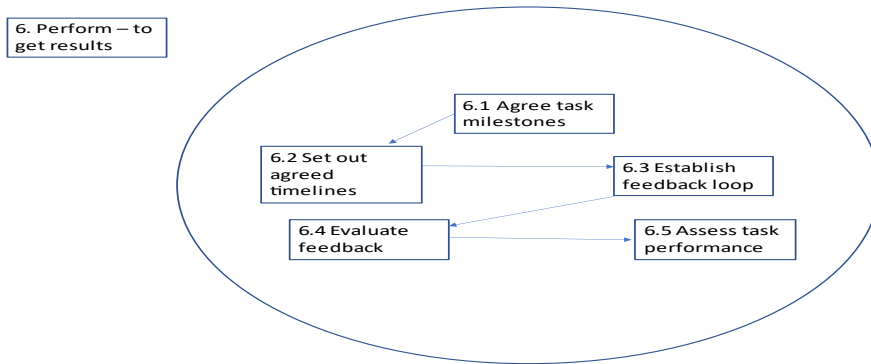 6. Perform – to
get results
6.1 Agree task
milestones
6.2 Set out
agreed
timelines
6.3 Establish
feedback loop
6.4 Evaluate
feedback
6.5 Assess task
performance